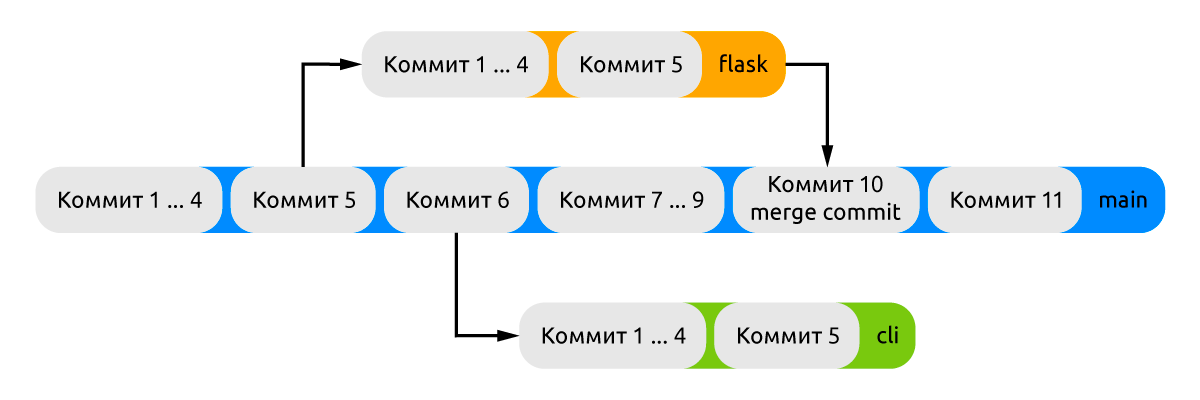 Коммит 1 ... 4
Коммит 5
flask
Коммит 1 ... 4
Коммит 5
Коммит 6
Коммит 7 ... 9
Коммит 10
merge commit
Коммит 11
main
Коммит 1 ... 4
Коммит 5
cli